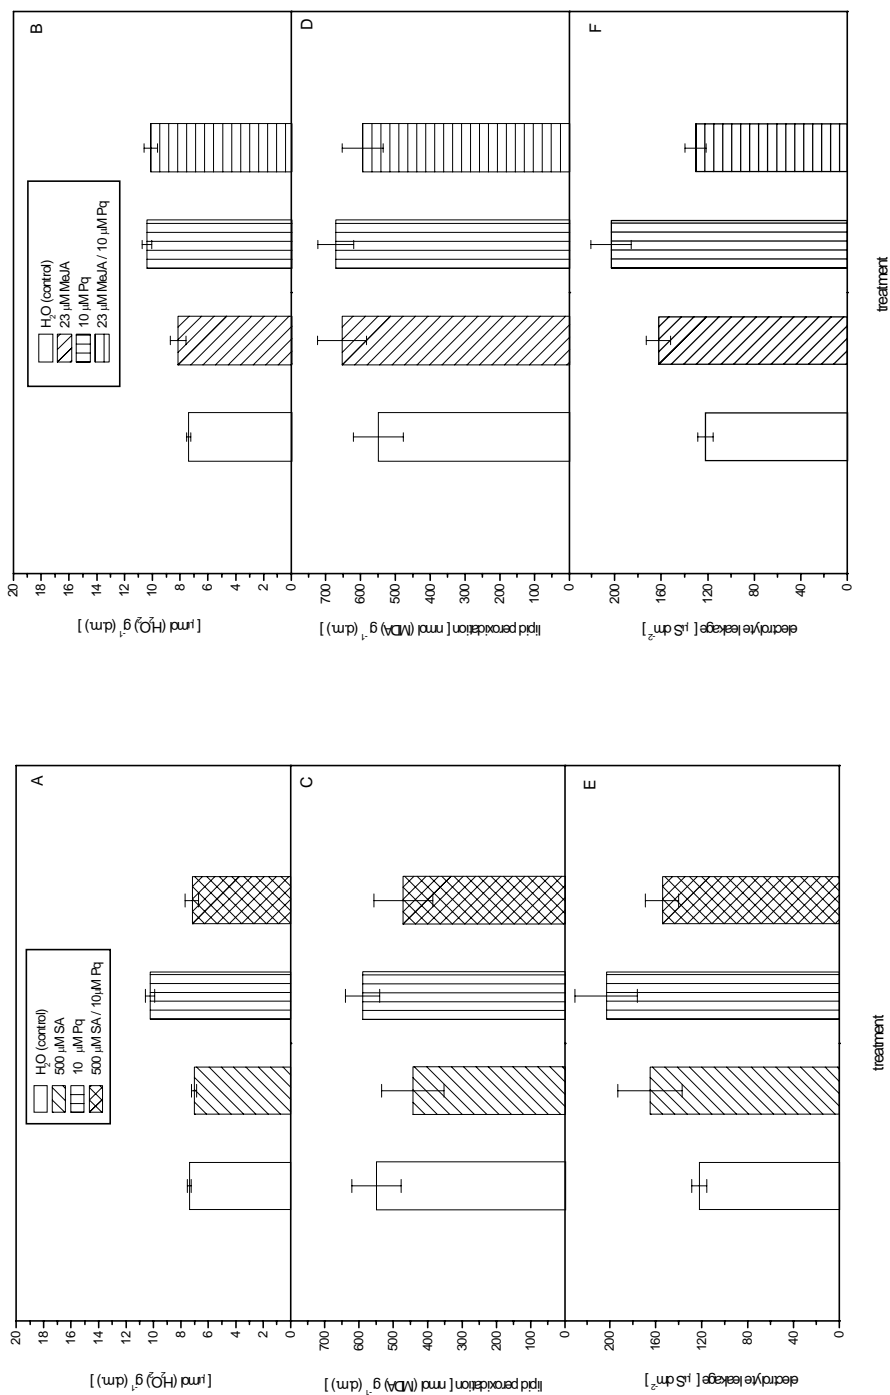 A
20
18
16
14
12
10
8
6
4
2
0
[ μmol (H₂O₂) g⁻¹ (d.m.) ]
H₂O (control)
500 μM SA
10 μM Pq
500 μM SA / 10μM Pq
C
700
600
500
400
300
200
100
0
lipid peroxidation [ nmol (MDA) g⁻¹ (d.m.) ]
E
200
160
120
80
40
0
electrolyte leakage [ μS dm⁻² ]
treatment
B
20
18
16
14
12
10
8
6
4
2
0
[ μmol (H₂O₂) g⁻¹ (d.m.) ]
H₂O (control)
23 μM MeJA
10 μM Pq
23 μM MeJA / 10 μM Pq
D
700
600
500
400
300
200
100
0
lipid peroxidation [ nmol (MDA) g⁻¹ (d.m.) ]
F
200
160
120
80
40
0
electrolyte leakage [ μS dm⁻² ]
treatment